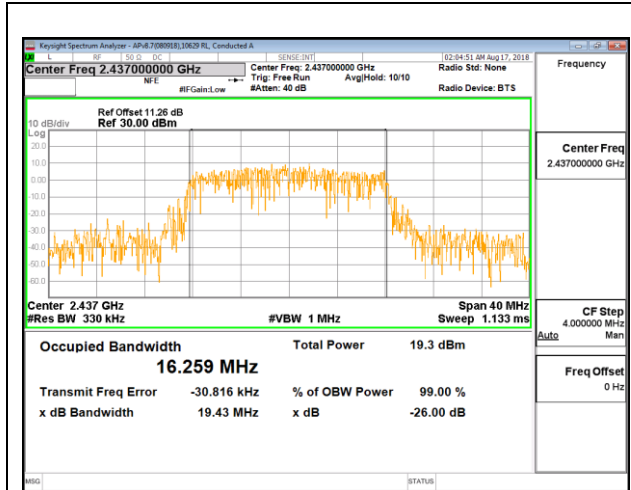 Keysight Spectrum Analyzer - APv8.7(080918),10629 RL, Conducted A
L RF 50 Ω DC SENSE:INT 02:04:51 AM Aug 17, 2018
Center Freq 2.437000000 GHz Center Freq: 2.437000000 GHz Radio Std: None
NFE Trig: Free Run Avg|Hold: 10/10
#IFGain:Low #Atten: 40 dB Radio Device: BTS
Frequency
Ref Offset 11.26 dB
10 dB/div Ref 30.00 dBm
Log
20.0
10.0
0.00
-10.0
-20.0
-30.0
-40.0
-50.0
-60.0
Center 2.437 GHz Span 40 MHz
#Res BW 330 kHz #VBW 1 MHz Sweep 1.133 ms
Center Freq
2.437000000 GHz
CF Step
4.000000 MHz
Auto Man
Freq Offset
0 Hz
Occupied Bandwidth Total Power 19.3 dBm
16.259 MHz
Transmit Freq Error -30.816 kHz % of OBW Power 99.00 %
x dB Bandwidth 19.43 MHz x dB -26.00 dB
MSG STATUS